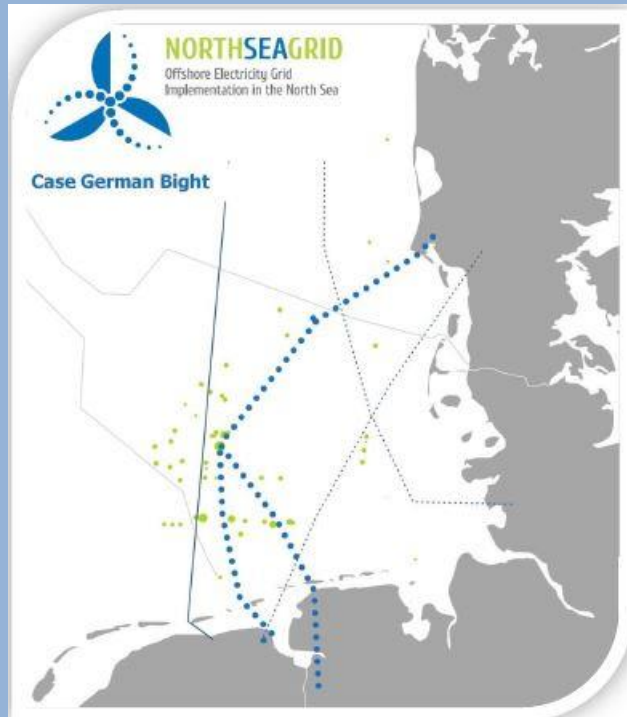 NORTHSEAGRID
Offshore Electricity Grid
Implementation in the North Sea
Case German Bight